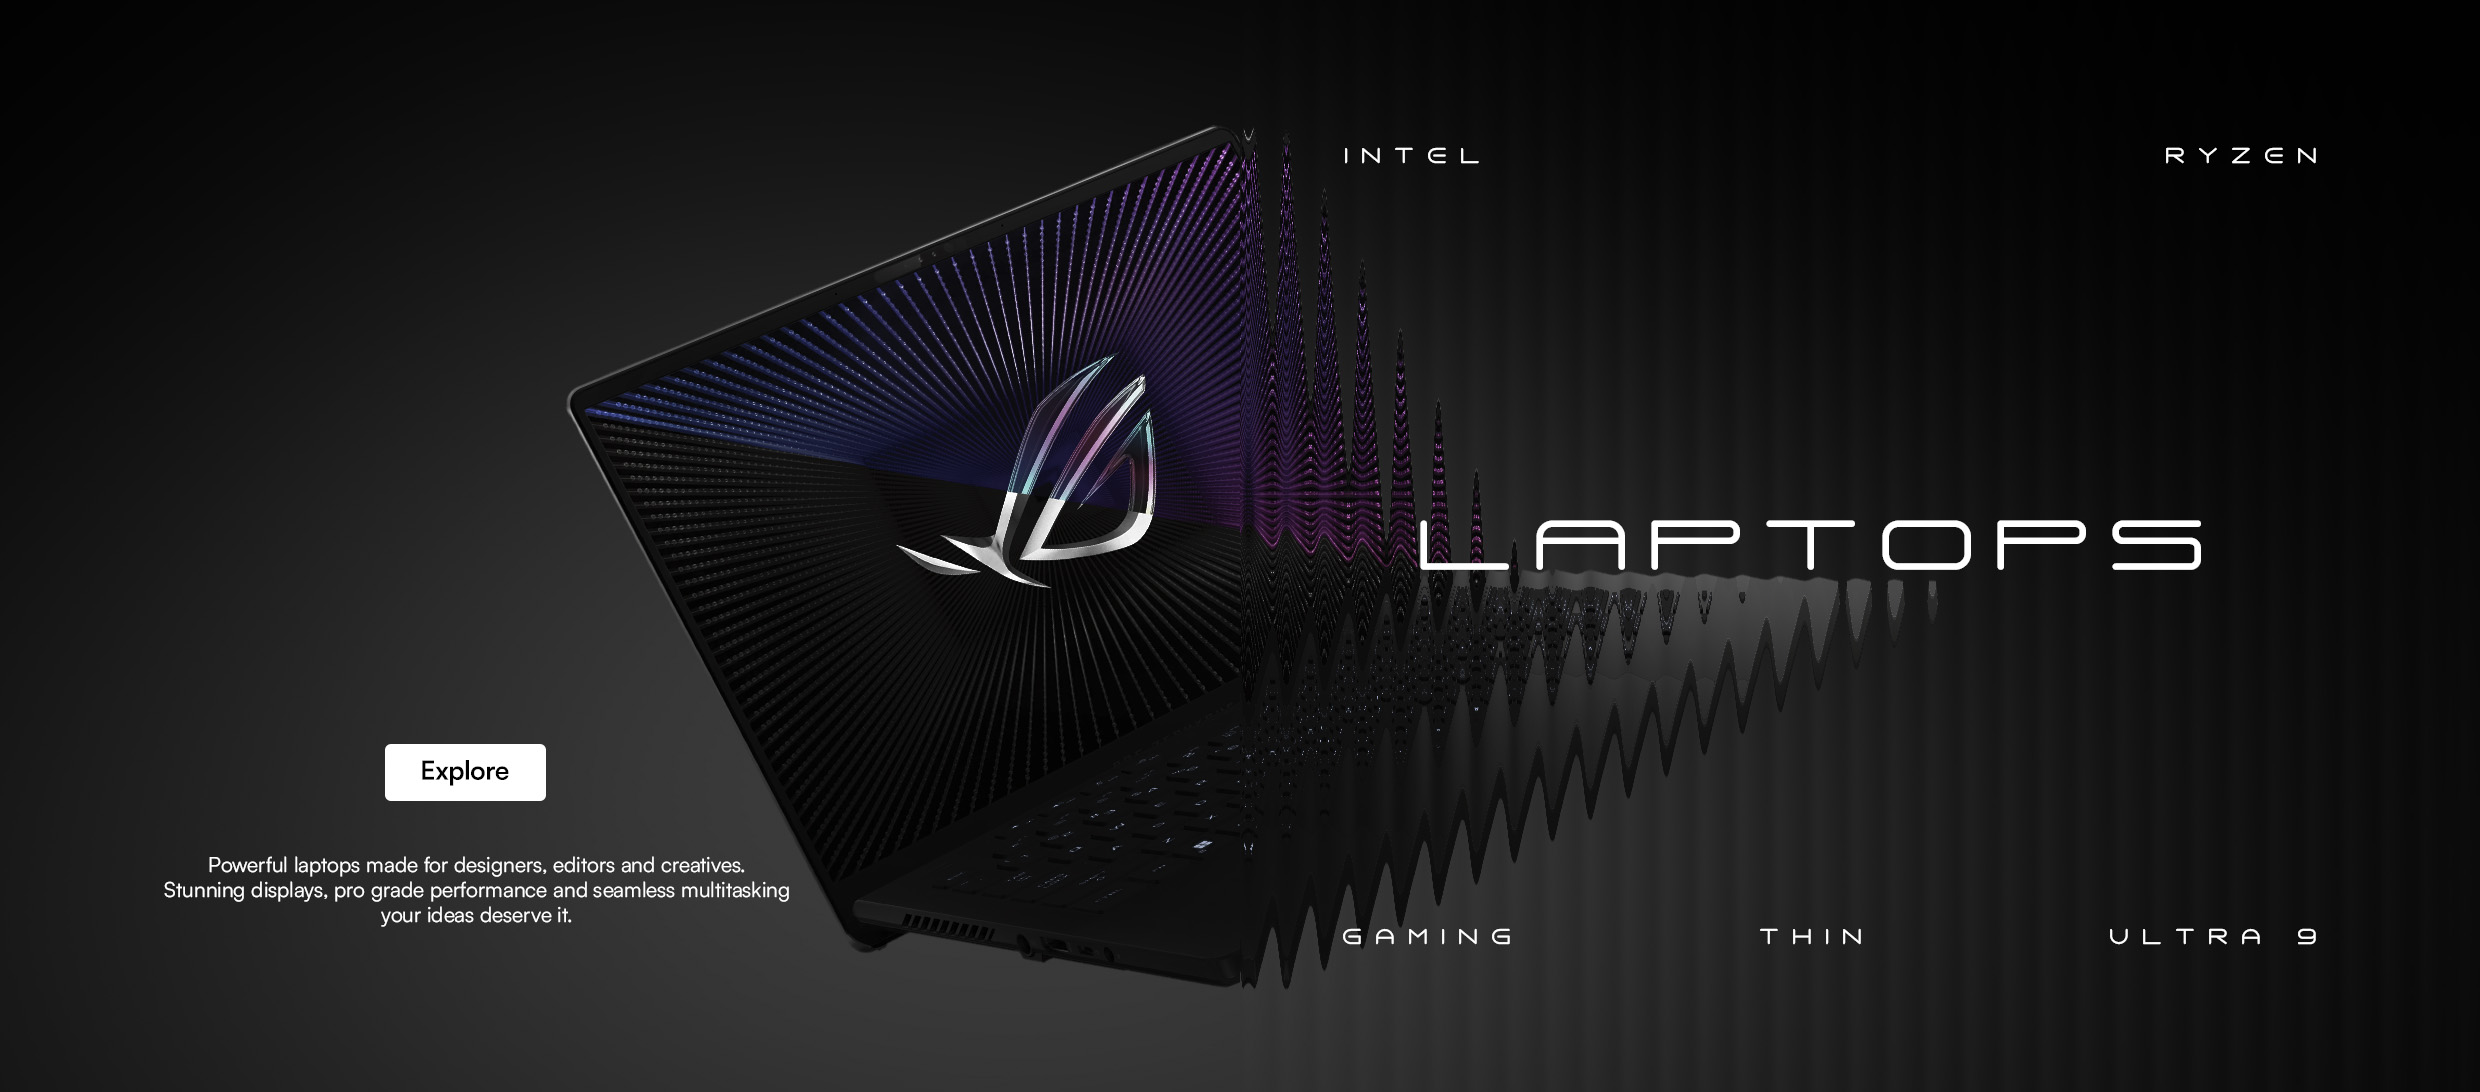 INTEL
RYZEN
LAPTOPS
Explore
Powerful laptops made for designers, editors and creatives.
Stunning displays, pro grade performance and seamless multitasking
your ideas deserve it.
GAMING
THIN
ULTRA 9